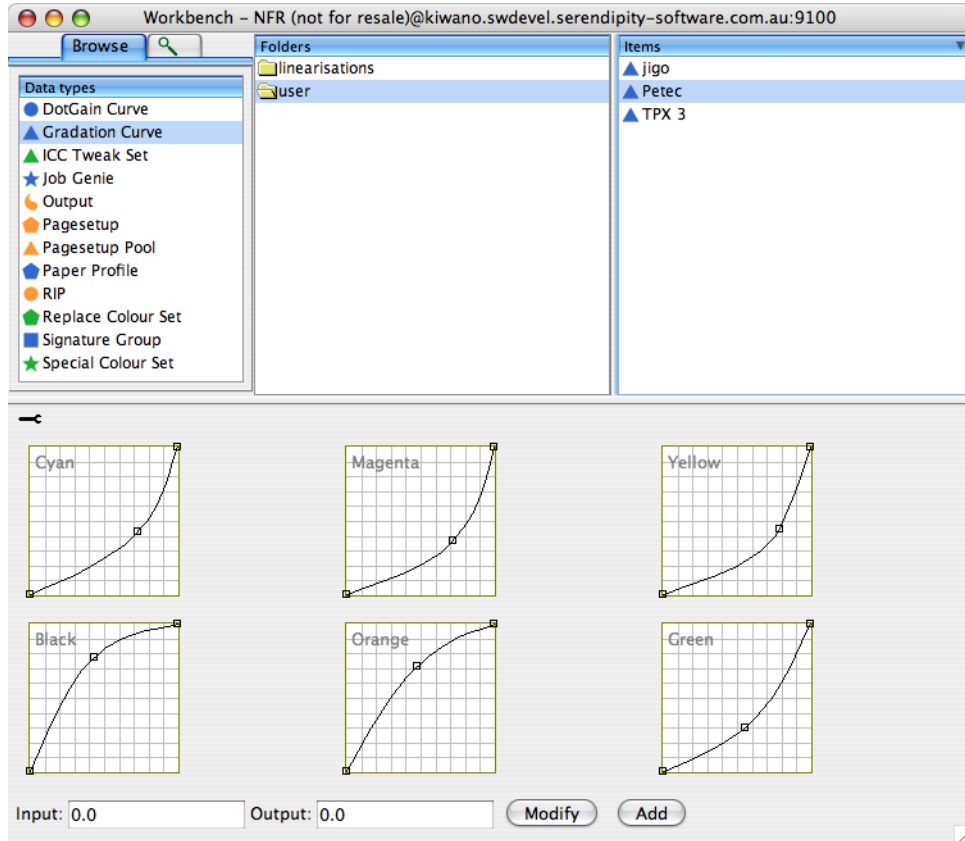 Workbench – NFR (not for resale)@kiwano.swdevel.serendipity-software.com.au:9100
Browse
Data types
DotGain Curve
Gradation Curve
ICC Tweak Set
Job Genie
Output
Pagesetup
Pagesetup Pool
Paper Profile
RIP
Replace Colour Set
Signature Group
Special Colour Set
Folders
linearisations
user
Items
jigo
Petec
TPX 3
Cyan
Magenta
Yellow
Black
Orange
Green
Input: 0.0
Output: 0.0
Modify
Add